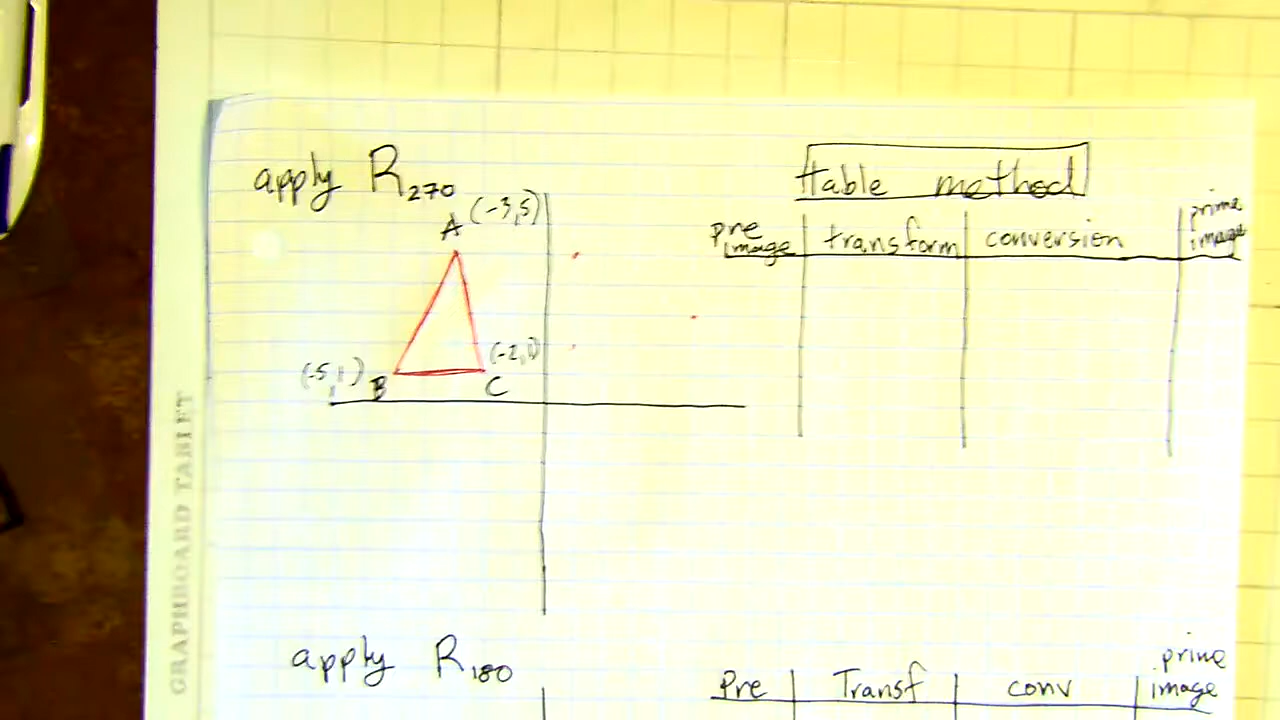 apply R270
table method
A (-3,5)
pre image transform conversion prime image
(-5,1) B
(-2,1)
C
GRAPHBOARD TABLET
apply R180
Pre Transf conv prime image